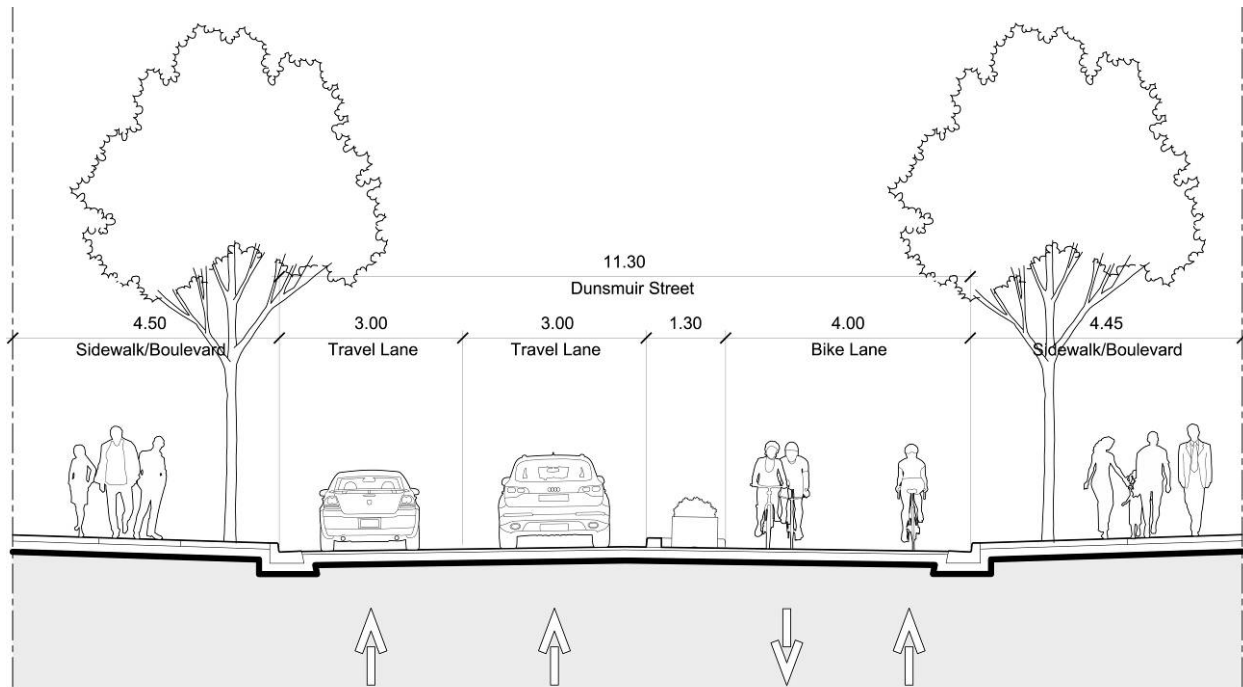 11.30
Dunsmuir Street
4.50 3.00 3.00 1.30 4.00 4.45
Sidewalk/Boulevard Travel Lane Travel Lane Bike Lane Sidewalk/Boulevard